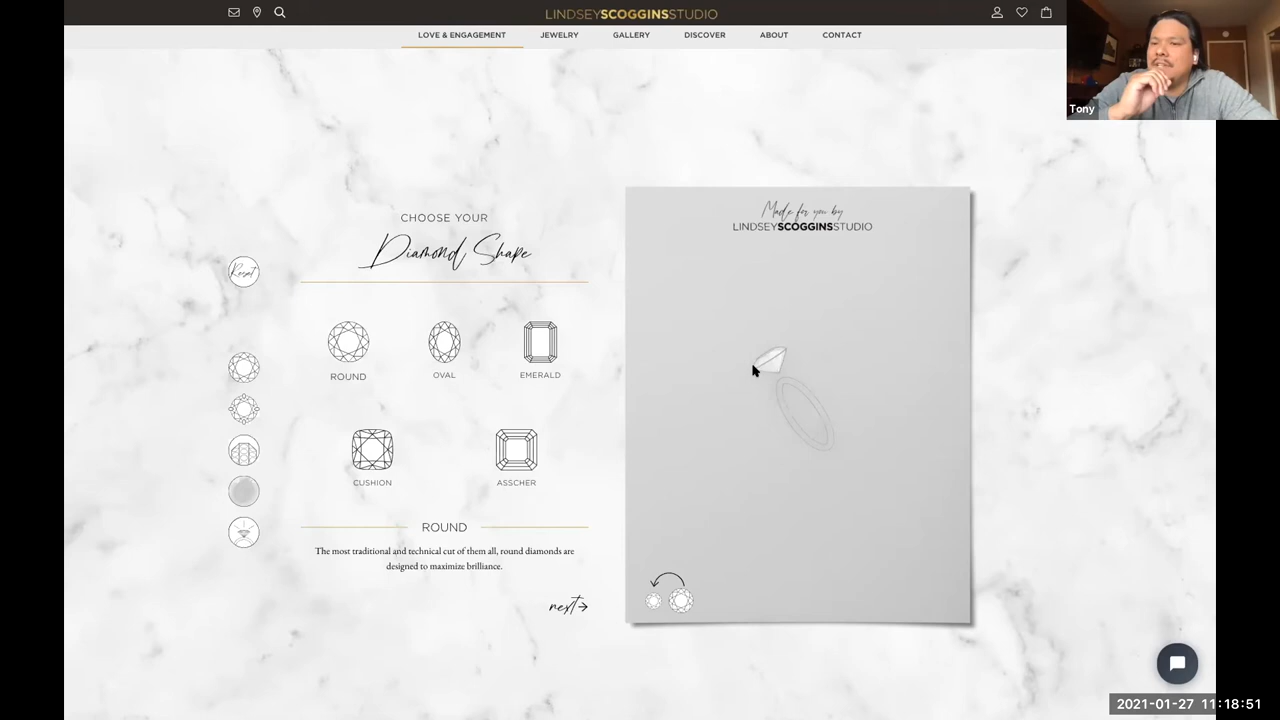 LINDSEYSCOGGINSSTUDIO
LOVE & ENGAGEMENT JEWELRY GALLERY DISCOVER ABOUT CONTACT
Tony
CHOOSE YOUR
Diamond Shape
Reset
ROUND OVAL EMERALD
CUSHION ASSCHER
ROUND
The most traditional and technical cut of them all, round diamonds are
designed to maximize brilliance.
next→
Made for you by
LINDSEYSCOGGINSSTUDIO
2021-01-27 11:18:51